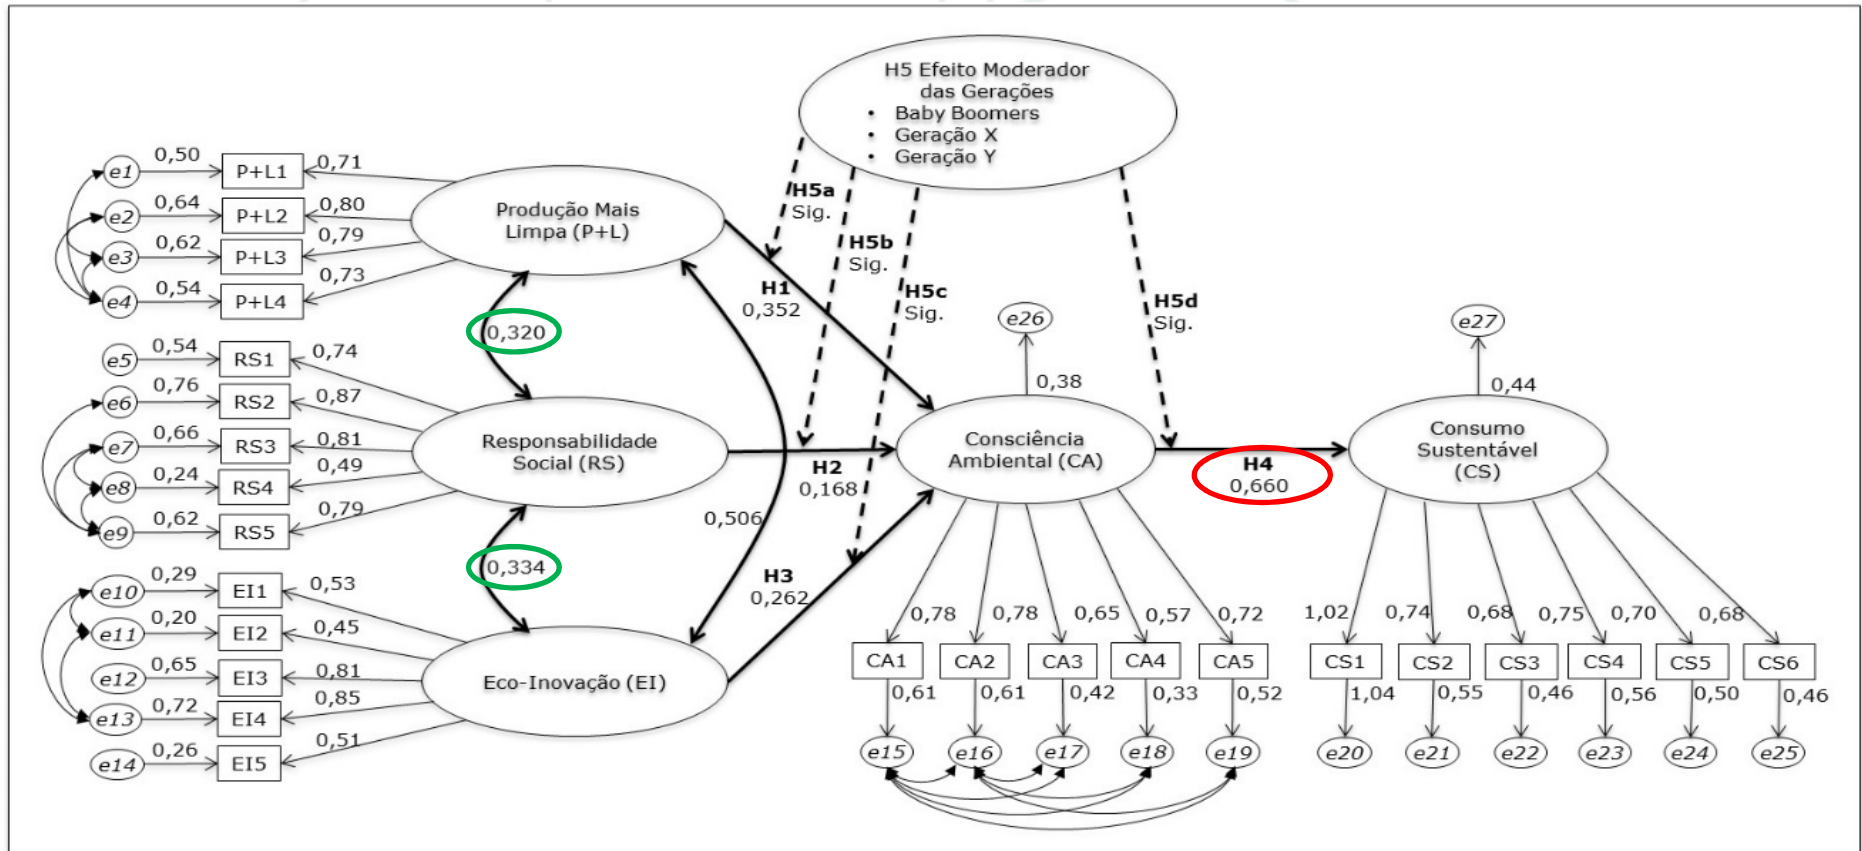 H5 Efeito Moderador
das Gerações
• Baby Boomers
• Geração X
• Geração Y
H5a
Sig.
H5b
Sig.
H5c
Sig.
H5d
Sig.
e1 0,50 P+L1 0,71
e2 0,64 P+L2 0,80
e3 0,62 P+L3 0,79
e4 0,54 P+L4 0,73
Produção Mais
Limpa (P+L)
H1
0,352
0,320
e5 0,54 RS1 0,74
e6 0,76 RS2 0,87
e7 0,66 RS3 0,81
e8 0,24 RS4 0,49
e9 0,62 RS5 0,79
Responsabilidade
Social (RS)
H2
0,168
0,506
0,334
e10 0,29 EI1 0,53
e11 0,20 EI2 0,45
e12 0,65 EI3 0,81
e13 0,72 EI4 0,85
e14 0,26 EI5 0,51
Eco-Inovação (EI)
H3
0,262
e26
0,38
Consciência
Ambiental (CA)
H4
0,660
e27
0,44
Consumo
Sustentável
(CS)
0,78 0,78 0,65 0,57 0,72
CA1 CA2 CA3 CA4 CA5
0,61 0,61 0,42 0,33 0,52
e15 e16 e17 e18 e19
1,02 0,74 0,68 0,75 0,70 0,68
CS1 CS2 CS3 CS4 CS5 CS6
1,04 0,55 0,46 0,56 0,50 0,46
e20 e21 e22 e23 e24 e25